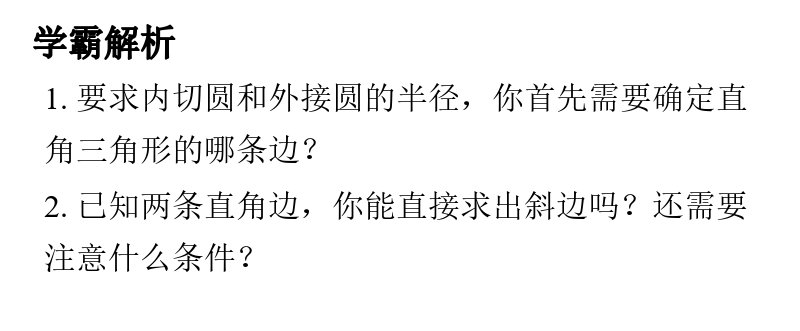 学霸解析
1. 要求内切圆和外接圆的半径，你首先需要确定直
角三角形的哪条边？
2. 已知两条直角边，你能直接求出斜边吗？还需要
注意什么条件？